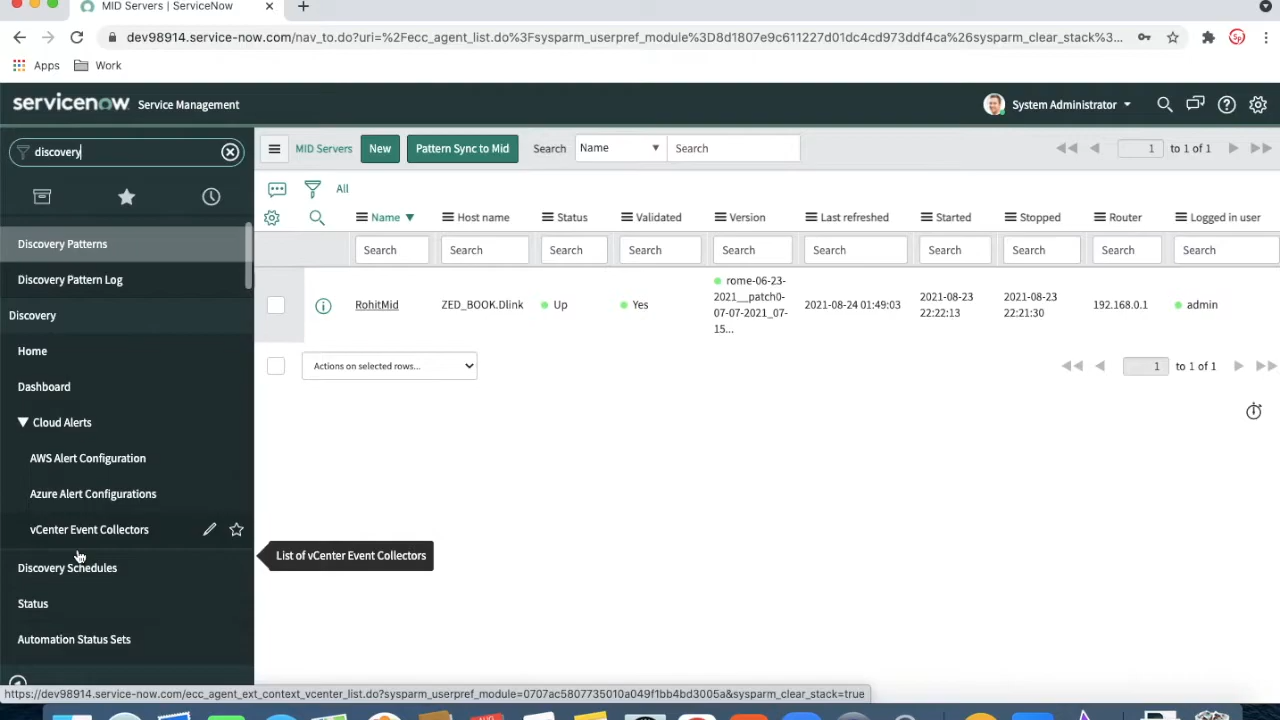 MID Servers | ServiceNow
dev98914.service-now.com/nav_to.do?uri=%2Fecc_agent_list.do%3Fsysparm_userpref_module%3D8d1807e9c611227d01dc4cd973ddf4ca%26sysparm_clear_stack%3...
Apps Work
servicenow Service Management System Administrator
discovery
MID Servers New Pattern Sync to Mid Search Name Search 1 to 1 of 1
All
Name Host name Status Validated Version Last refreshed Started Stopped Router Logged in user
Search Search Search Search Search Search Search Search Search Search
RohitMid ZED_BOOK.Dlink Up Yes rome-06-23-
2021__patch0-
07-07-2021_07-
15...
2021-08-24 01:49:03
2021-08-23
22:22:13
2021-08-23
22:21:30
192.168.0.1
admin
Actions on selected rows... 1 to 1 of 1
Discovery Patterns
Discovery Pattern Log
Discovery
Home
Dashboard
Cloud Alerts
AWS Alert Configuration
Azure Alert Configurations
vCenter Event Collectors
List of vCenter Event Collectors
Discovery Schedules
Status
Automation Status Sets
https://dev98914.service-now.com/ecc_agent_ext_context_vcenter_list.do?sysparm_userpref_module=0707ac5807735010a049f1bb4bd3005a&sysparm_clear_stack=true